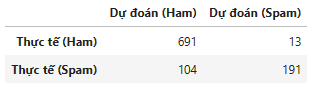 Dự đoán (Ham) Dự đoán (Spam)
Thực tế (Ham) 691 13
Thực tế (Spam) 104 191